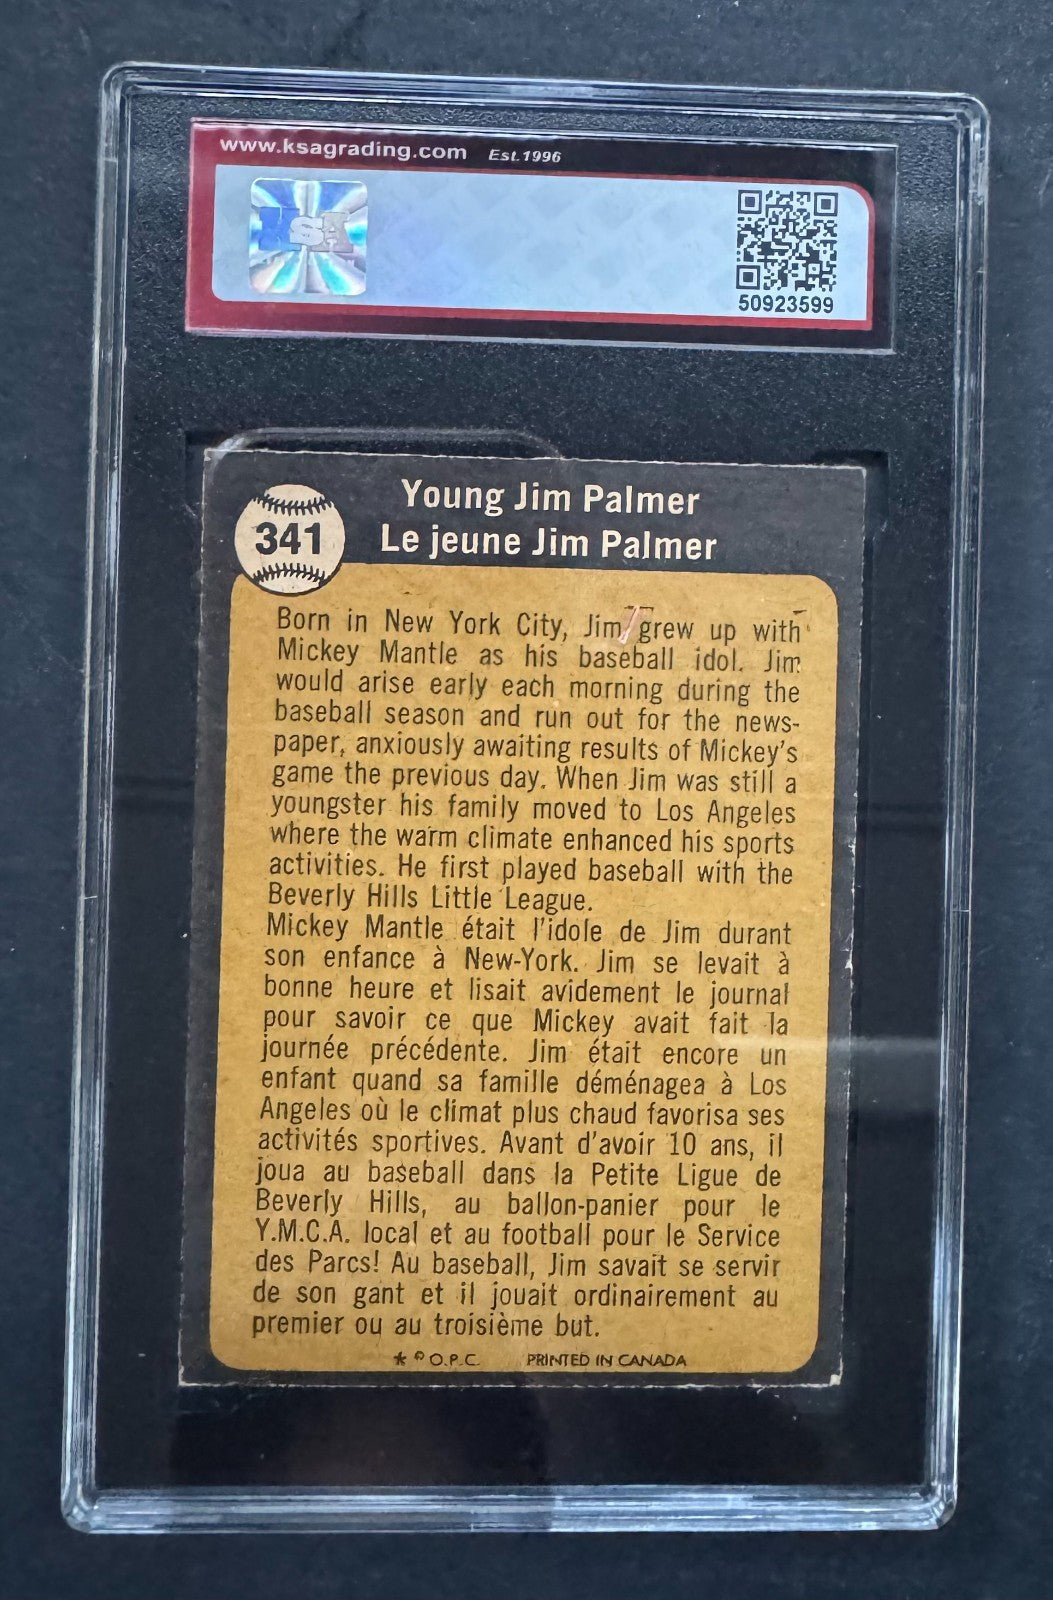 www.ksagrading.com Est.1996
KSA
50923599
341
Young Jim Palmer
Le jeune Jim Palmer
Born in New York City, Jim grew up with
Mickey Mantle as his baseball idol. Jim
would arise early each morning during the
baseball season and run out for the news-
paper, anxiously awaiting results of Mickey's
game the previous day. When Jim was still a
youngster his family moved to Los Angeles
where the warm climate enhanced his sports
activities. He first played baseball with the
Beverly Hills Little League.
Mickey Mantle était l'idole de Jim durant
son enfance à New-York. Jim se levait à
bonne heure et lisait avidement le journal
pour savoir ce que Mickey avait fait la
journée précédente. Jim était encore un
enfant quand sa famille déménagea à Los
Angeles où le climat plus chaud favorisa ses
activités sportives. Avant d'avoir 10 ans, il
joua au baseball dans la Petite Ligue de
Beverly Hills, au ballon-panier pour le
Y.M.C.A. local et au football pour le Service
des Parcs! Au baseball, Jim savait se servir
de son gant et il jouait ordinairement au
premier ou au troisième but.
* © O.P.C. PRINTED IN CANADA